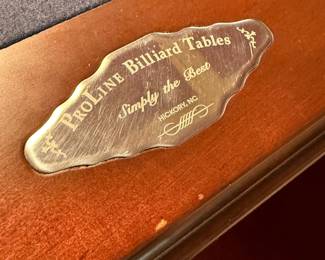 ProLine Billiard Tables
Simply the Best
HICKORY, NC